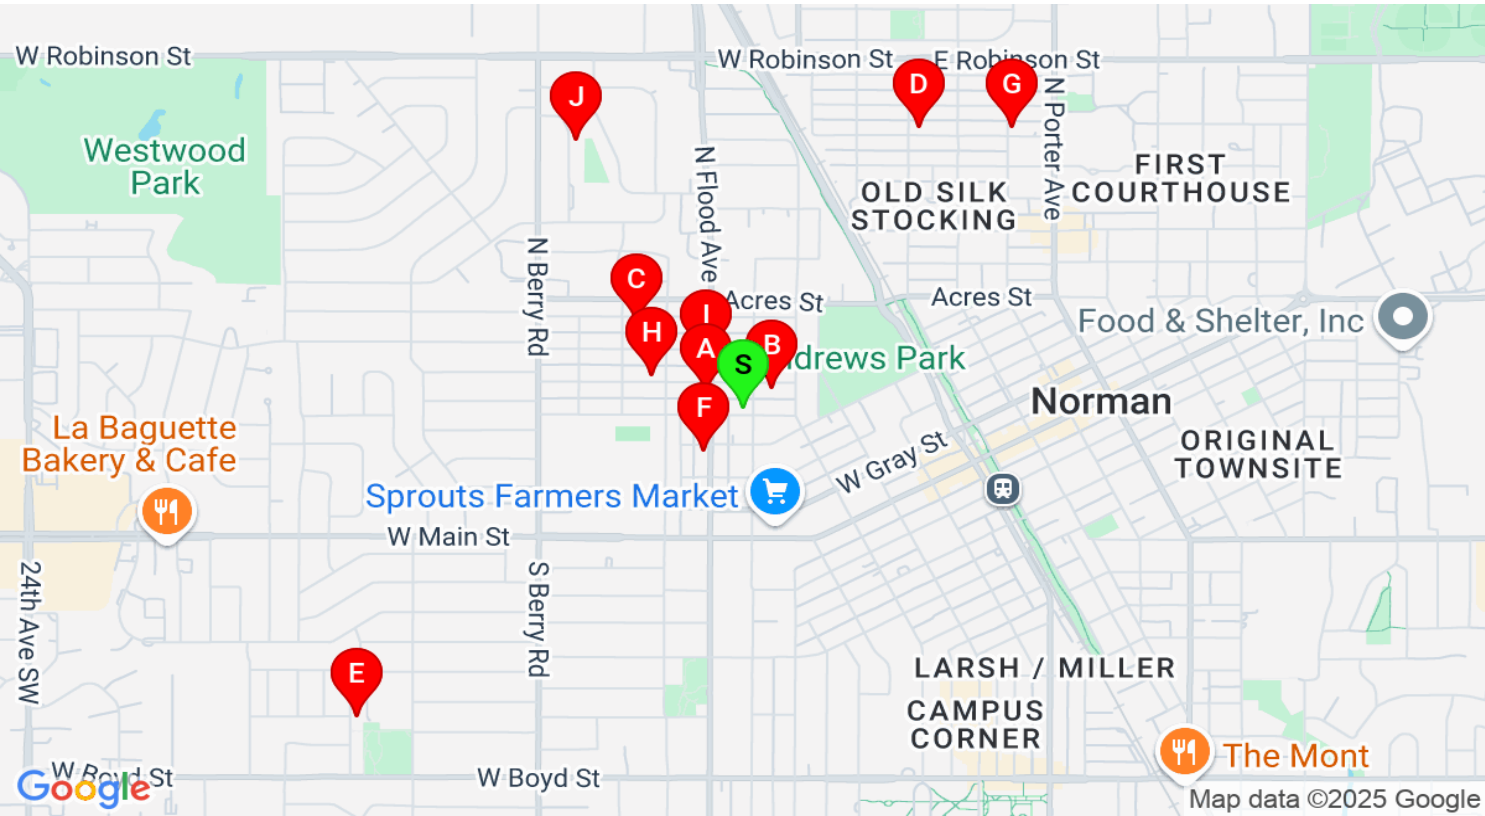 W Robinson St
W Robinson St
E Robinson St
J
D
G
N Porter Ave
Westwood
Park
N Flood Ave
FIRST
COURTHOUSE
OLD SILK
STOCKING
N Berry Rd
C
I
Acres St
Acres St
H
A
B
S
F
Food & Shelter, Inc
drews Park
Norman
La Baguette
Bakery & Cafe
ORIGINAL
TOWNSITE
W Gray St
Sprouts Farmers Market
W Main St
24th Ave SW
S Berry Rd
E
LARSH / MILLER
CAMPUS
CORNER
The Mont
W Boyd St
W Boyd St
Google
Map data ©2025 Google